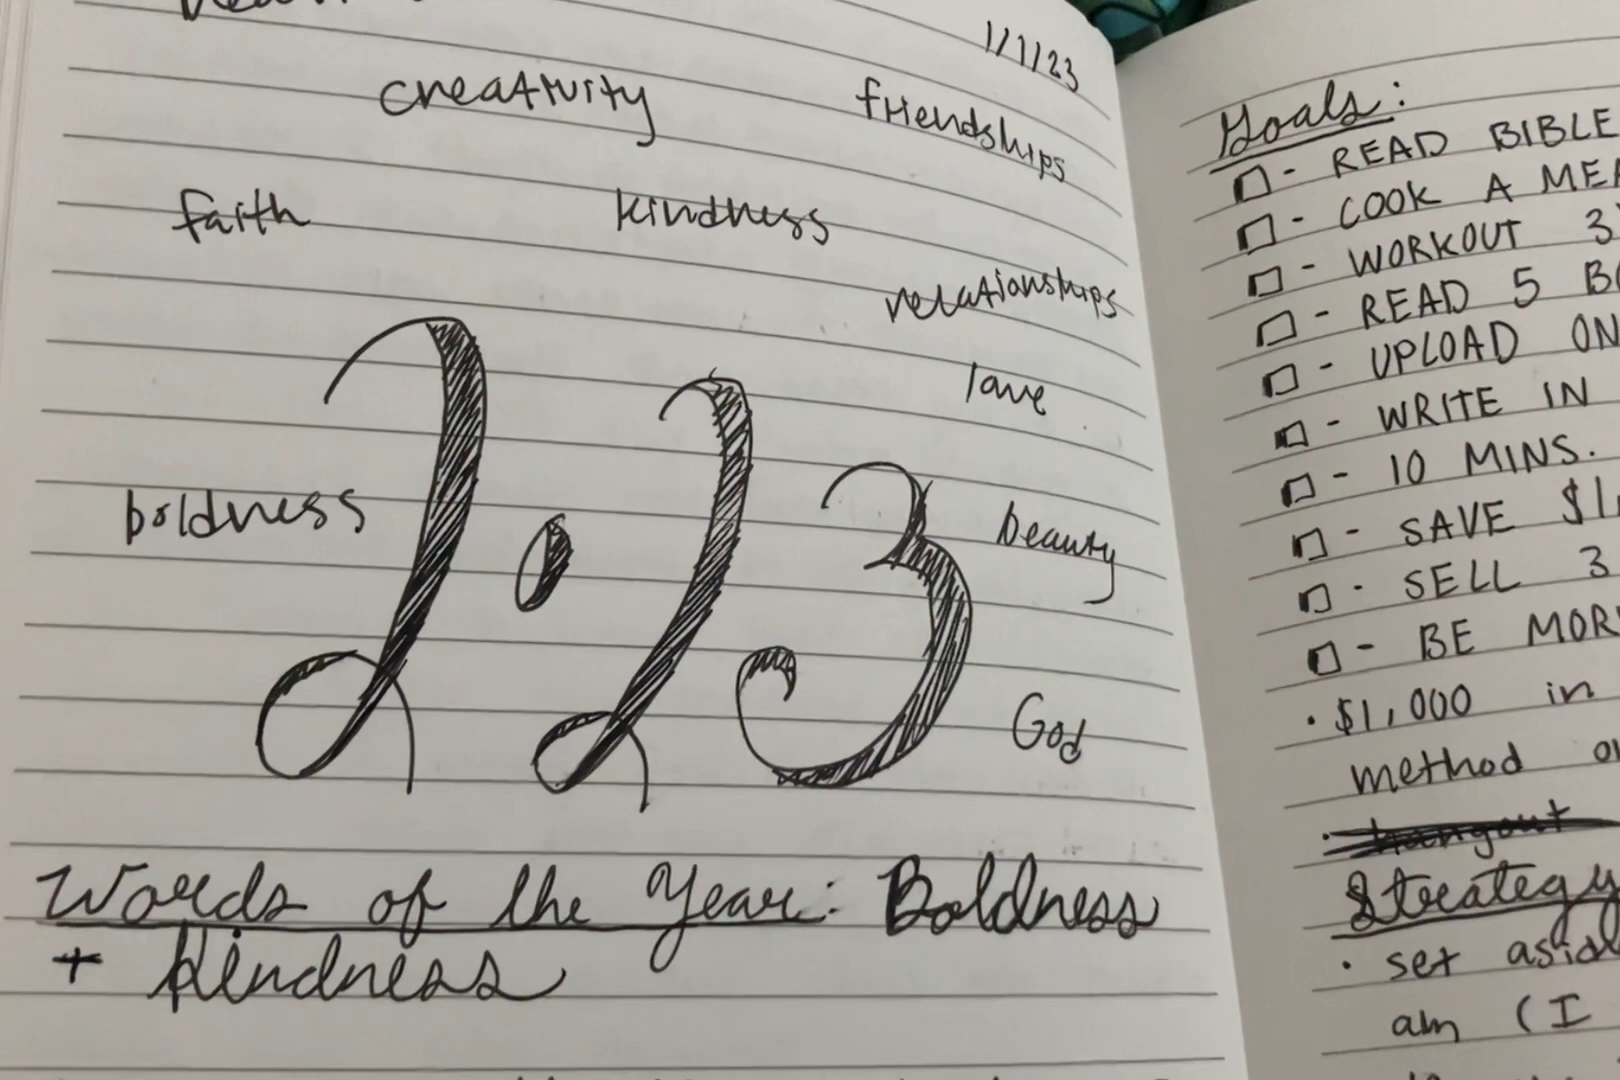 1/1/23
creativity
friendships
faith
kindness
relationships
love
2023
boldness
beauty
God
Words of the Year: Boldness
+ Kindness
Goals:
- READ BIBLE
- COOK A
- WORKOUT 3
- READ 5
- UPLOAD
- WRITE IN
- 10 MINS.
- SAVE
- SELL 3
- BE
• $1,000 in
method
• hangout
Strategy
• set
am (I